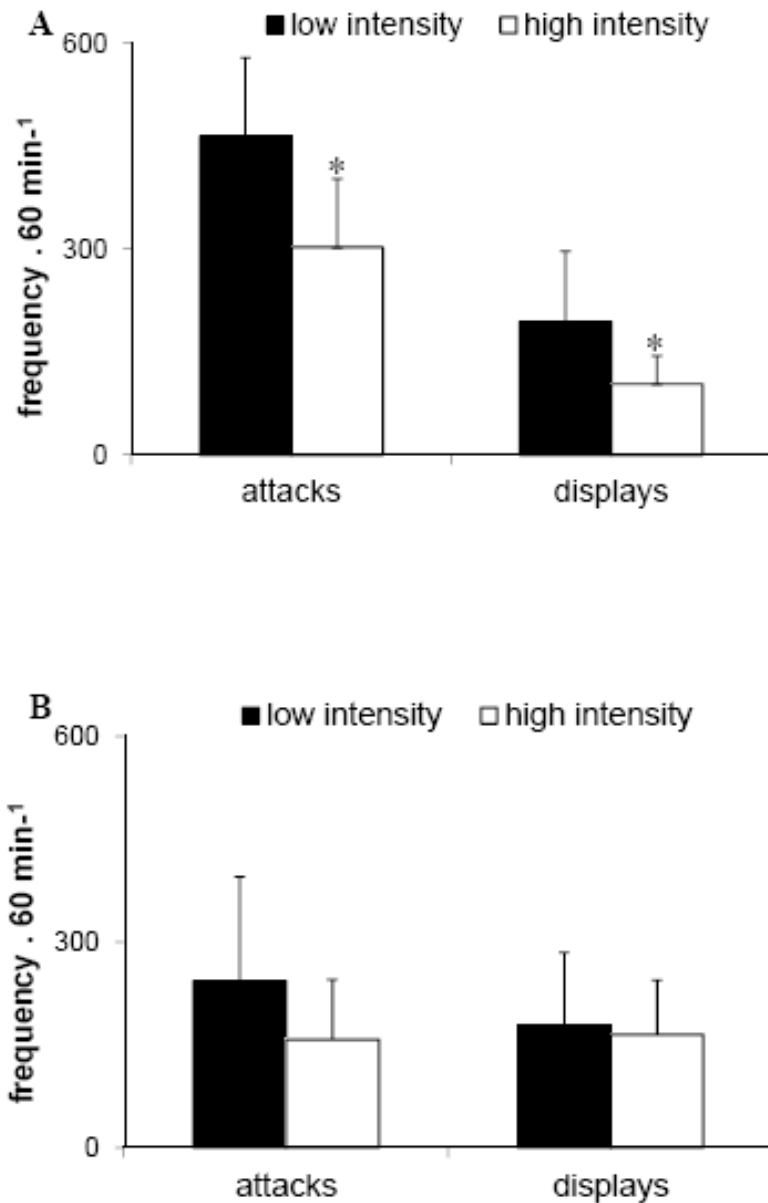 A
■ low intensity □ high intensity
600
*
300
*
0
frequency . 60 min-¹
attacks displays
B
■ low intensity □ high intensity
600
300
0
frequency . 60 min-¹
attacks displays